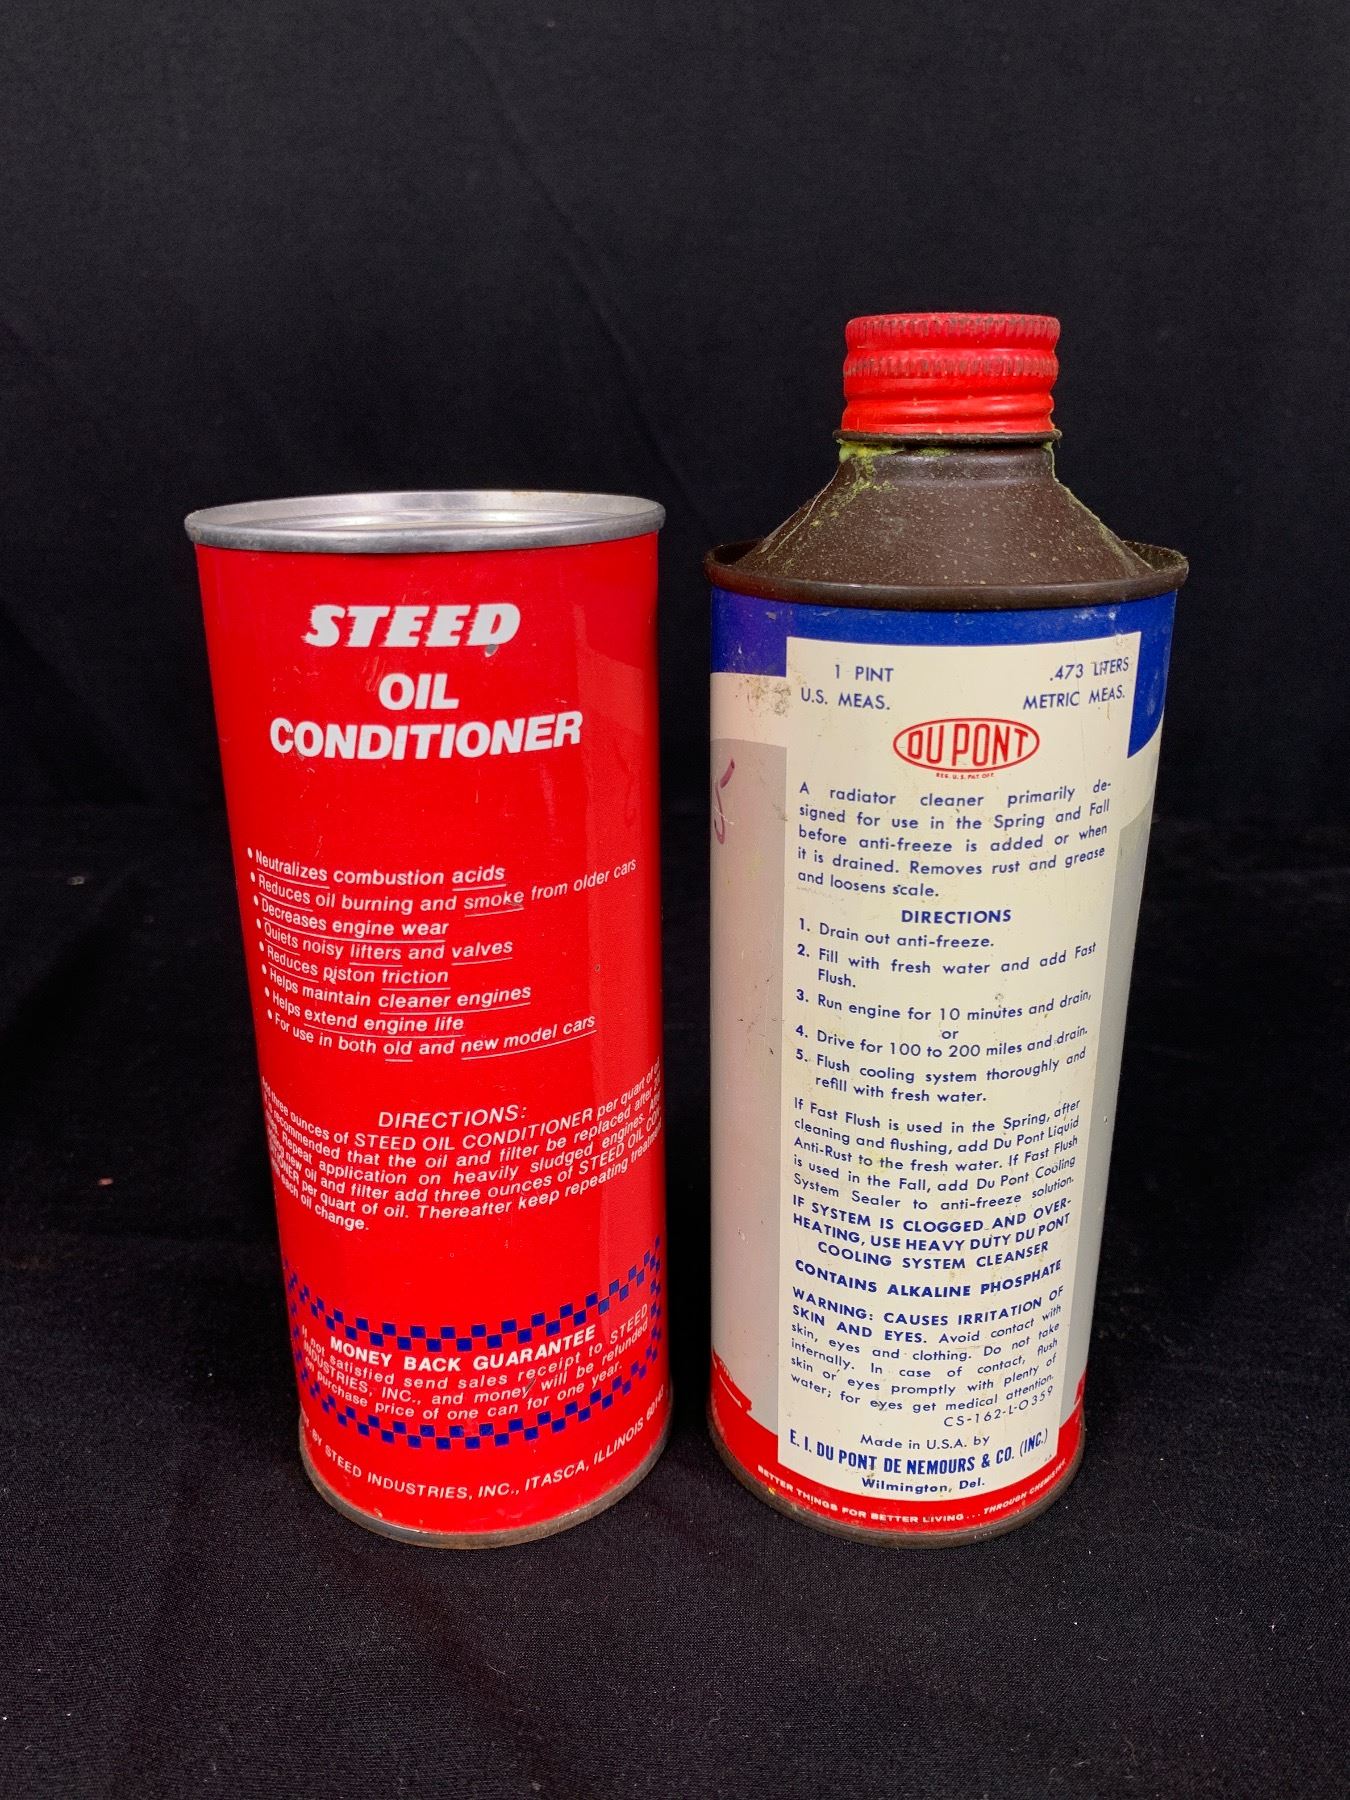 STEED
OIL
CONDITIONER
• Neutralizes combustion acids
• Reduces oil burning and smoke from older cars
• Decreases engine wear
• Quiets noisy lifters and valves
• Reduces piston friction
• Helps maintain cleaner engines
• Helps extend engine life
• For use in both old and new model cars
DIRECTIONS:
three ounces of STEED OIL CONDITIONER per quart of oil
recommended that the oil and filter be replaced after
Repeat application on heavily sludged engines.
new oil and filter add three ounces of STEED OIL
per quart of oil. Thereafter keep repeating
each oil change.
MONEY BACK GUARANTEE
If not satisfied send sales receipt to STEED
INDUSTRIES, INC., and money will be refunded
on purchase price of one can for one year.
BY STEED INDUSTRIES, INC., ITASCA, ILLINOIS
1 PINT .473 LITERS
U.S. MEAS. METRIC MEAS.
DU PONT
REG. U.S. PAT. OFF.
A radiator cleaner primarily de-
signed for use in the Spring and Fall
before anti-freeze is added or when
it is drained. Removes rust and grease
and loosens scale.
DIRECTIONS
1. Drain out anti-freeze.
2. Fill with fresh water and add Fast
Flush.
3. Run engine for 10 minutes and drain,
or
4. Drive for 100 to 200 miles and drain.
5. Flush cooling system thoroughly and
refill with fresh water.
If Fast Flush is used in the Spring, after
cleaning and flushing, add Du Pont Liquid
Anti-Rust to the fresh water. If Fast Flush
is used in the Fall, add Du Pont Cooling
System Sealer to anti-freeze solution.
IF SYSTEM IS CLOGGED AND OVER-
HEATING, USE HEAVY DUTY DU PONT
COOLING SYSTEM CLEANSER
CONTAINS ALKALINE PHOSPHATE
WARNING: CAUSES IRRITATION OF
SKIN AND EYES. Avoid contact with
skin, eyes and clothing. Do not take
internally. In case of contact, flush
skin or eyes promptly with plenty of
water; for eyes get medical attention.
CS-162-L-0359
Made in U.S.A. by
E. I. DU PONT DE NEMOURS & CO. (INC.)
Wilmington, Del.
BETTER THINGS FOR BETTER LIVING... THROUGH CHEMISTRY